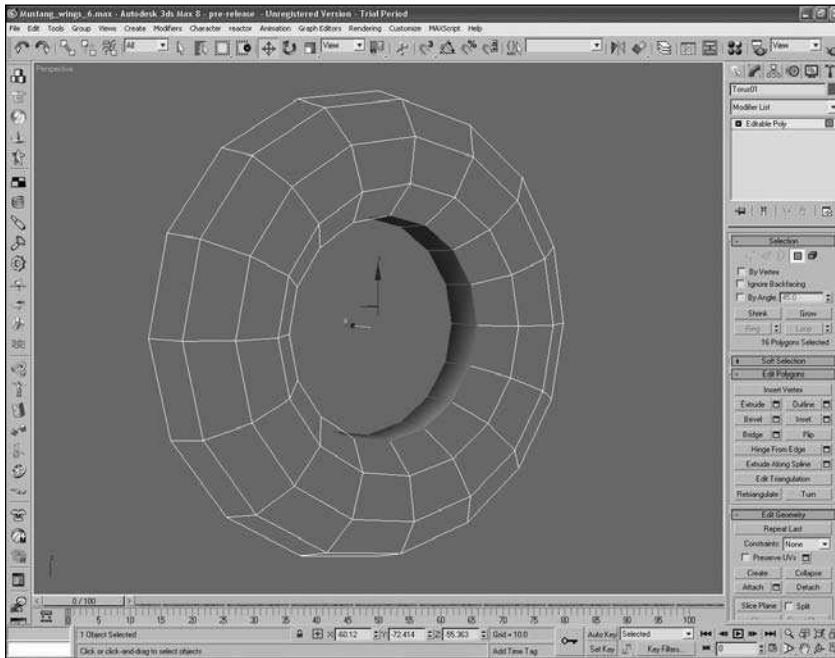 Mustang_wings_6.max - Autodesk 3ds Max 8 - pre-release - Unregistered Version - Trial Period
File Edit Tools Group Views Create Modifiers Character reactor Animation Graph Editors Rendering Customize MAXScript Help
All View View
Perspective
Torus01
Modifier List
Editable Poly
Selection
By Vertex
Ignore Backfacing
By Angle: 45.0
Shrink Grow
Ring Loop
16 Polygons Selected
Soft Selection
Edit Polygons
Insert Vertex
Extrude Outline
Bevel Inset
Bridge Flip
Hinge From Edge
Extrude Along Spline
Edit Triangulation
Retriangulate Turn
Edit Geometry
Repeat Last
Constraints: None
Preserve UVs
Create Collapse
Attach Detach
Slice Plane Split
0 / 100
0 5 10 15 20 25 30 35 40 45 50 55 60 65 70 75 80 85 90 95 100
1 Object Selected X: -60.12 Y: -72.414 Z: -55.363 Grid = 10.0 Auto Key Selected
Click or click-and-drag to select objects Add Time Tag Set Key Key Filters... 0